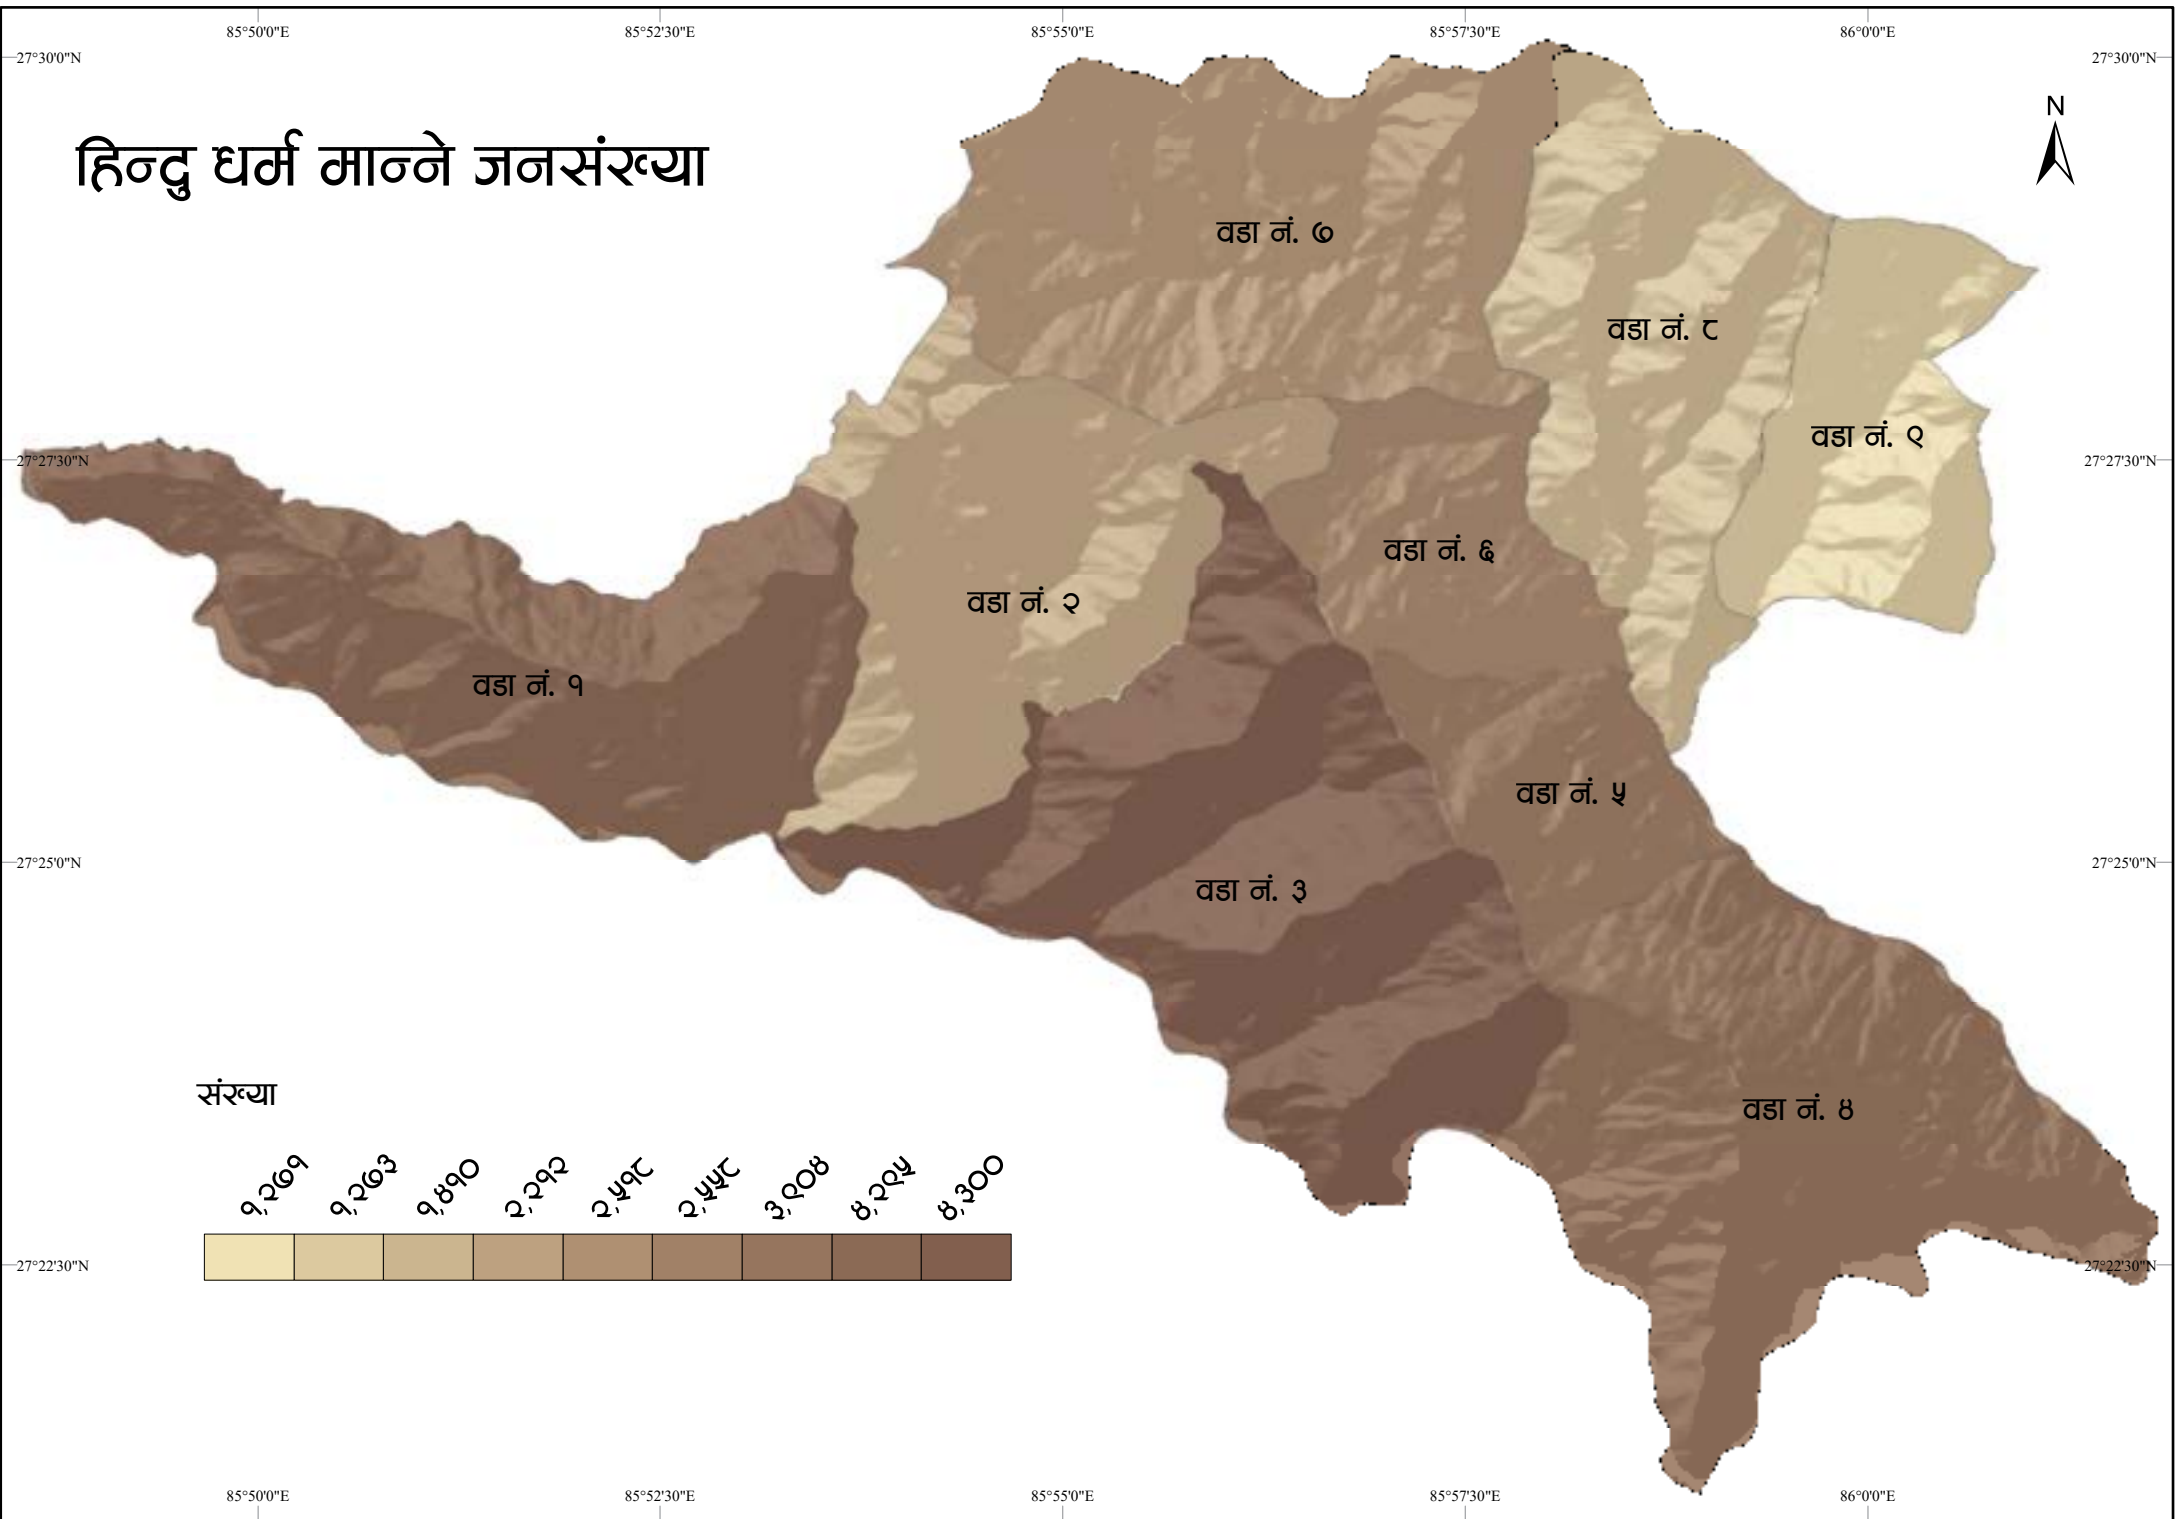 85°50'0"E 85°52'30"E 85°55'0"E 85°57'30"E 86°0'0"E
27°30'0"N 27°30'0"N
N
हिन्दु धर्म मान्ने जनसंख्या
वडा नं. ७
वडा नं. ८
वडा नं. ९
27°27'30"N 27°27'30"N
वडा नं. ६
वडा नं. २
वडा नं. १
वडा नं. ५
27°25'0"N 27°25'0"N
वडा नं. ३
संख्या
वडा नं. ४
१,२७१ १,२७३ १,४१० २,२१२ २,५१८ २,५५८ ३,९०४ ४,२९५ ४,३००
27°22'30"N 27°22'30"N
85°50'0"E 85°52'30"E 85°55'0"E 85°57'30"E 86°0'0"E